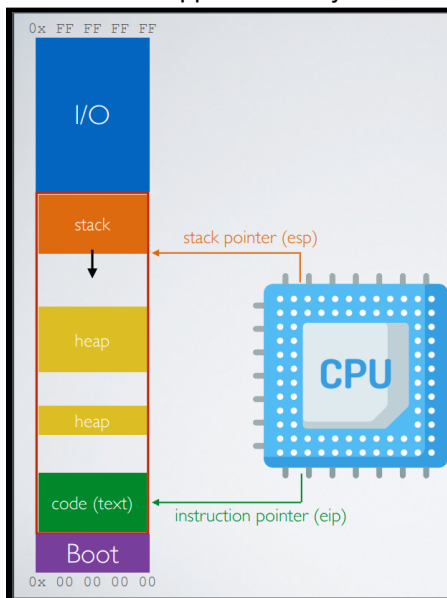 0x FF FF FF FF
I/O
stack
stack pointer (esp)
heap
CPU
heap
code (text)
instruction pointer (eip)
Boot
0x 00 00 00 00